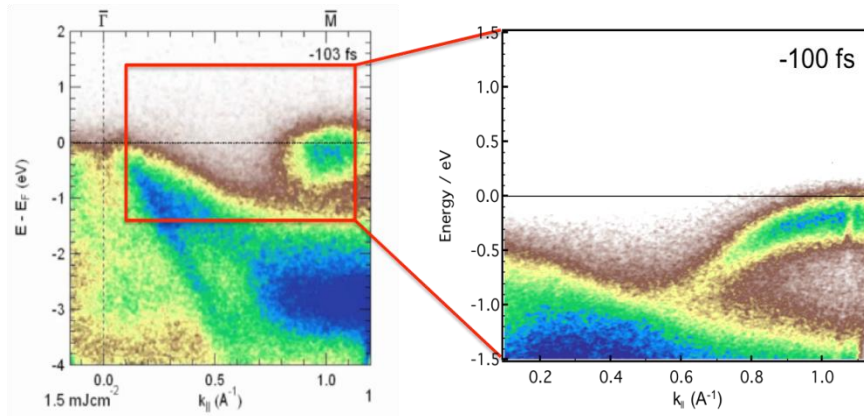 Γ̅ M̅
-103 fs
2
1
0
-1
-2
-3
-4
E - E_F (eV)
0.0 0.5 1.0
1.5 mJcm⁻² k_|| (A⁻¹) 1
-100 fs
1.5
1.0
0.5
0.0
-0.5
-1.0
-1.5
Energy / eV
0.2 0.4 0.6 0.8 1.0
k_|| (A⁻¹)